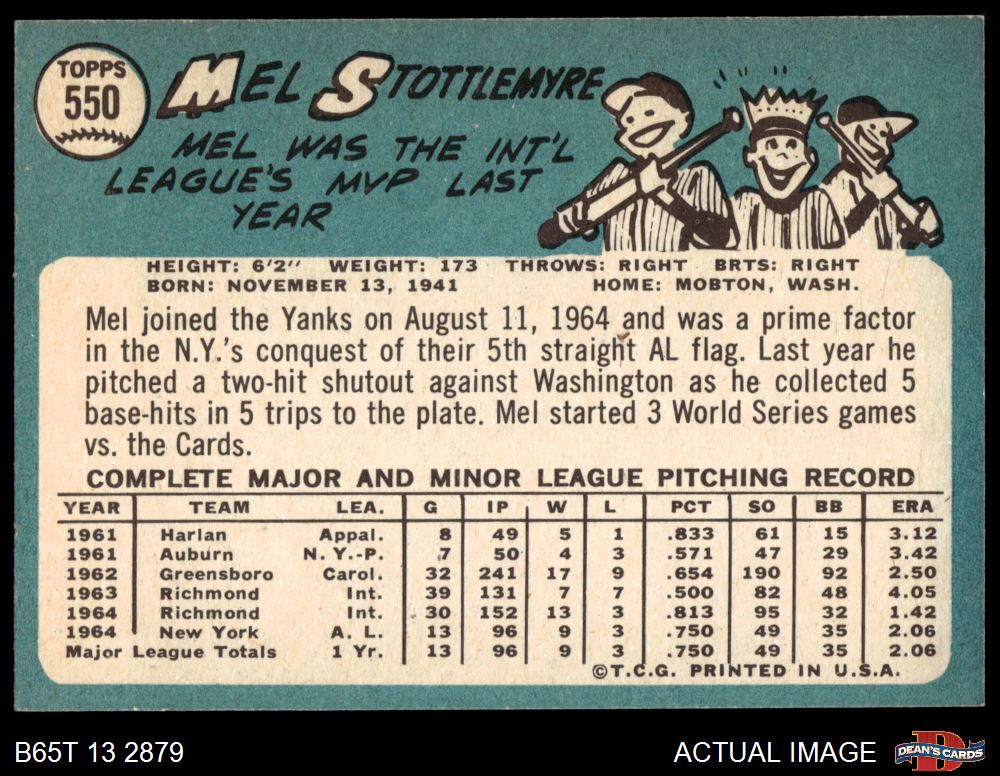 TOPPS
550
MEL STOTTLEMYRE
MEL WAS THE INT'L
LEAGUE'S MVP LAST
YEAR
HEIGHT: 6'2" WEIGHT: 173 THROWS: RIGHT BRTS: RIGHT
BORN: NOVEMBER 13, 1941 HOME: MOBTON, WASH.
Mel joined the Yanks on August 11, 1964 and was a prime factor
in the N.Y.'s conquest of their 5th straight AL flag. Last year he
pitched a two-hit shutout against Washington as he collected 5
base-hits in 5 trips to the plate. Mel started 3 World Series games
vs. the Cards.
COMPLETE MAJOR AND MINOR LEAGUE PITCHING RECORD
YEAR TEAM LEA. G IP W L PCT SO BB ERA
1961 Harlan Appal. 8 49 5 1 .833 61 15 3.12
1961 Auburn N. Y.-P. 7 50 4 3 .571 47 29 3.42
1962 Greensboro Carol. 32 241 17 9 .654 190 92 2.50
1963 Richmond Int. 39 131 7 7 .500 82 48 4.05
1964 Richmond Int. 30 152 13 3 .813 95 32 1.42
1964 New York A. L. 13 96 9 3 .750 49 35 2.06
Major League Totals 1 Yr. 13 96 9 3 .750 49 35 2.06
©T.C.G. PRINTED IN U.S.A.
B65T 13 2879 ACTUAL IMAGE DEAN'S CARDS